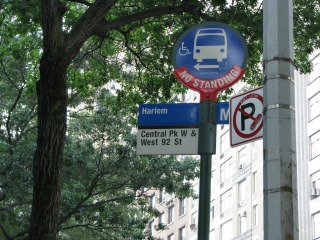 NO STANDING
Harlem
M
Central Pk W &
West 92 St
P